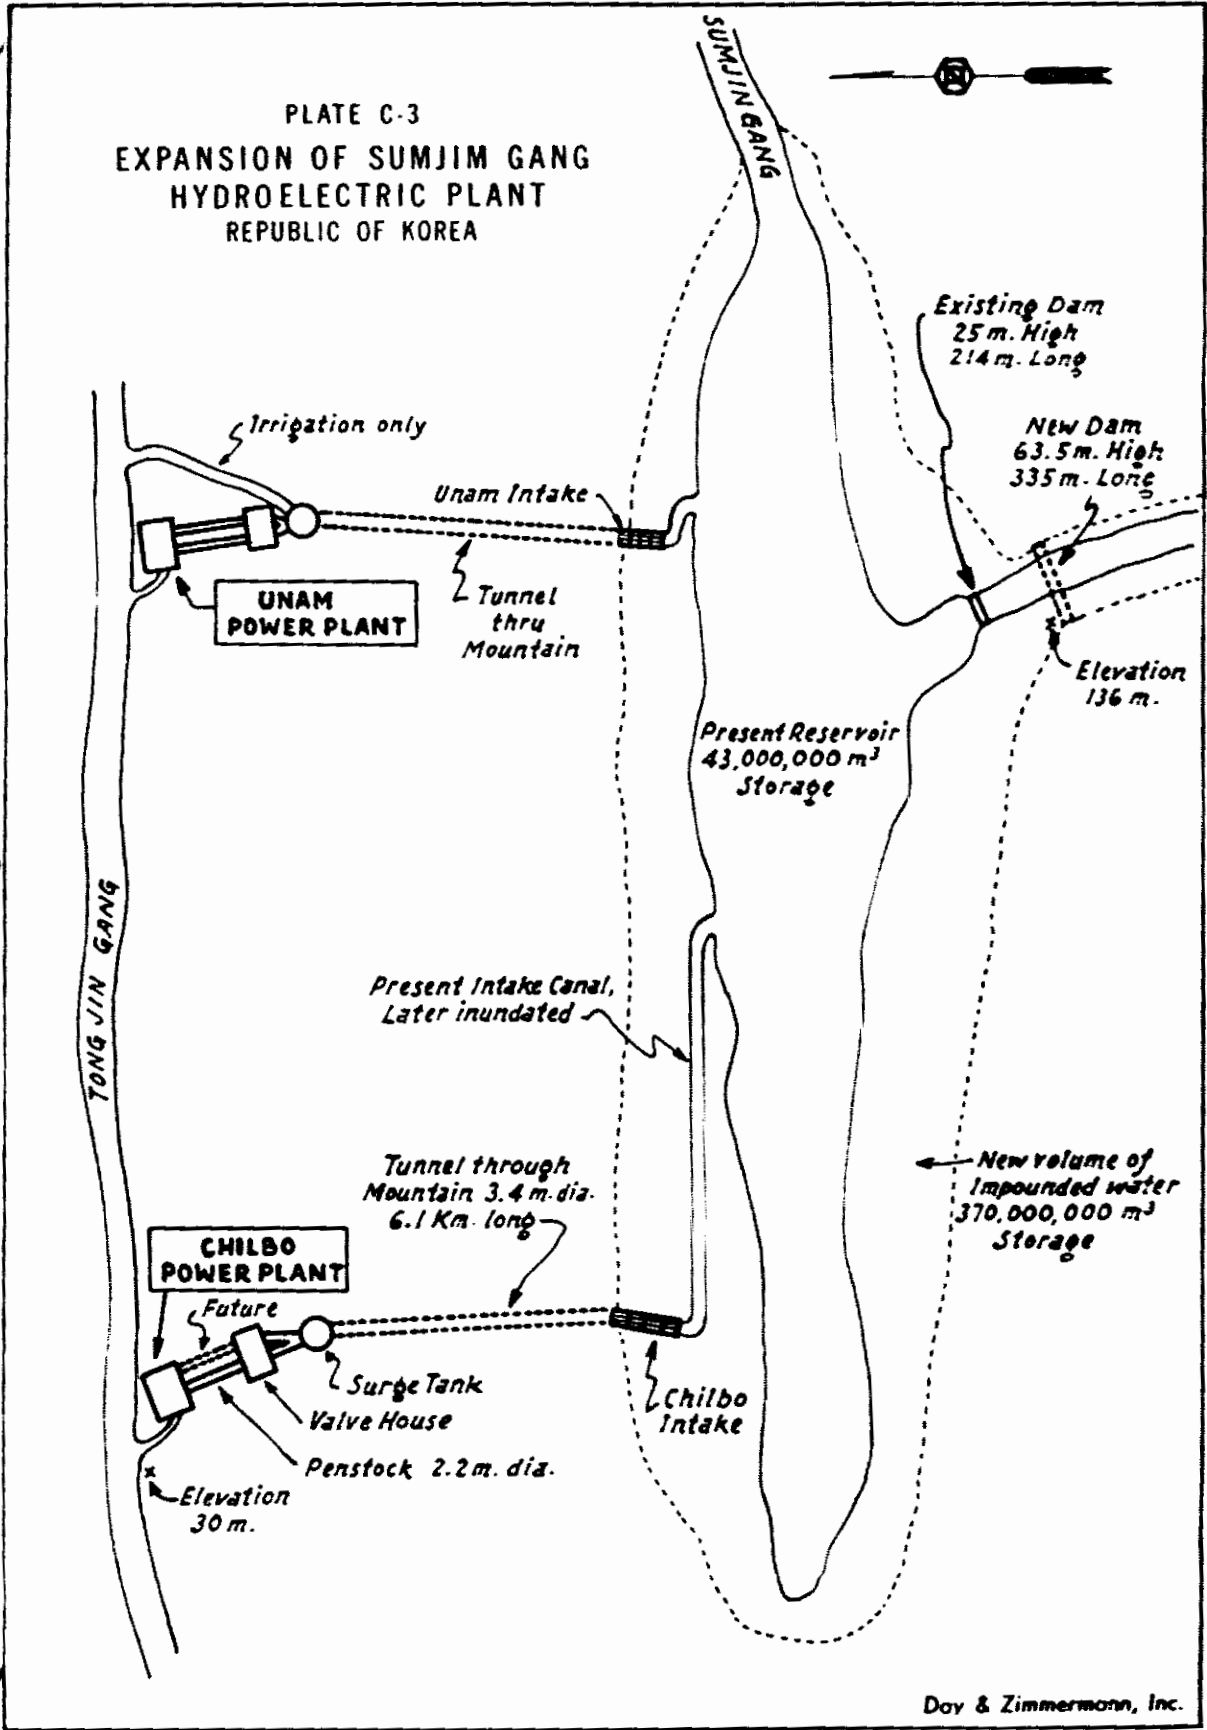 PLATE C-3
EXPANSION OF SUMJIM GANG
HYDROELECTRIC PLANT
REPUBLIC OF KOREA
SUMJIN GANG
N
Existing Dam
25 m. High
214 m. Long
New Dam
63.5 m. High
335 m. Long
Irrigation only
Unam Intake
UNAM
POWER PLANT
Tunnel
thru
Mountain
Elevation
136 m.
Present Reservoir
43,000,000 m³
Storage
TONG JIN GANG
Present Intake Canal,
Later inundated
Tunnel through
Mountain 3.4 m. dia.
6.1 Km. long
New volume of
Impounded water
370,000,000 m³
Storage
CHILBO
POWER PLANT
Future
Surge Tank
Valve House
Penstock 2.2 m. dia.
Chilbo
Intake
x
Elevation
30 m.
Day & Zimmermann, Inc.